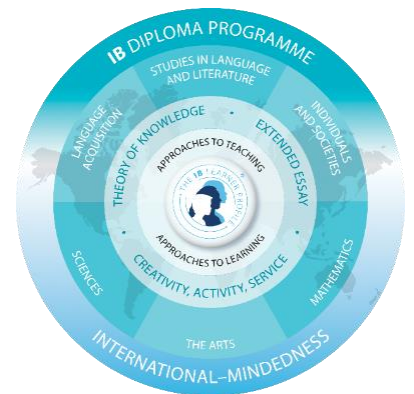 IB DIPLOMA PROGRAMME
STUDIES IN LANGUAGE
AND LITERATURE
LANGUAGE
ACQUISITION
INDIVIDUALS
AND SOCIETIES
THEORY OF KNOWLEDGE
EXTENDED ESSAY
APPROACHES TO TEACHING
THE IB LEARNER PROFILE
APPROACHES TO LEARNING
CREATIVITY, ACTIVITY, SERVICE
SCIENCES
MATHEMATICS
THE ARTS
INTERNATIONAL–MINDEDNESS